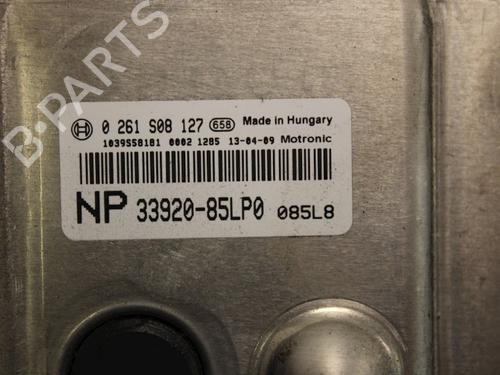 B-PARTS
0 261 S08 127 658 Made in Hungary
1039S58181 0002 1285 13-04-09 Motronic
NP 33920-85LP0 085L8